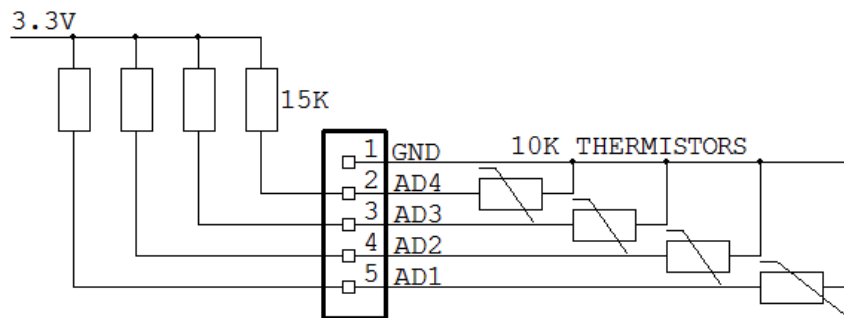 3.3V
15K
1 GND 10K THERMISTORS
2 AD4
3 AD3
4 AD2
5 AD1